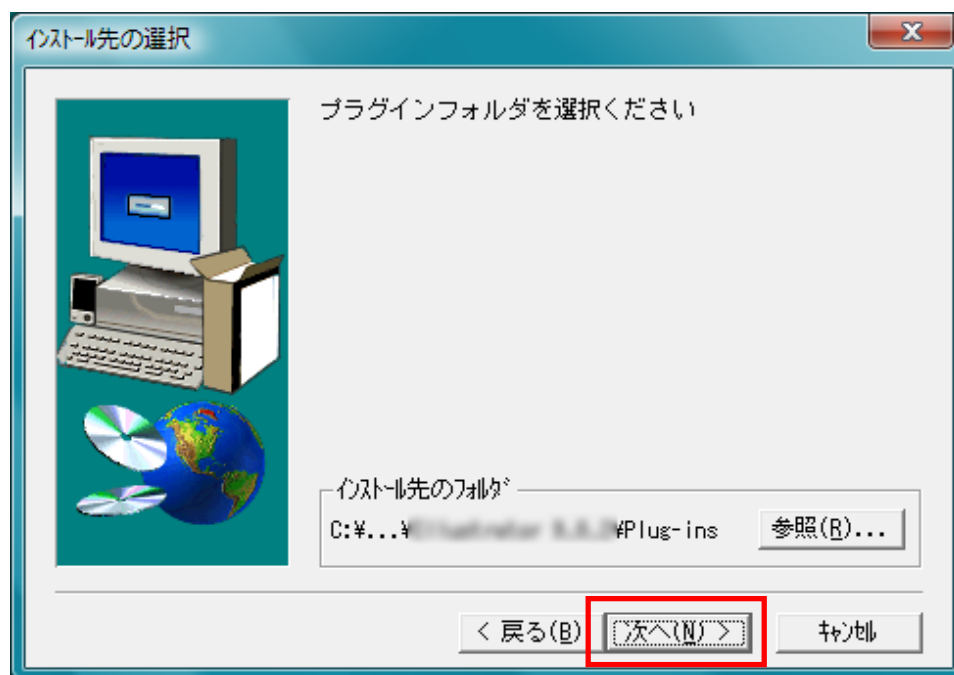 ｲﾝｽﾄｰﾙ先の選択
プラグインフォルダを選択ください
ｲﾝｽﾄｰﾙ先のﾌｫﾙﾀﾞ
C:¥...¥ ¥Plug-ins 参照(R)...
< 戻る(B) 次へ(N) > ｷｬﾝｾﾙ